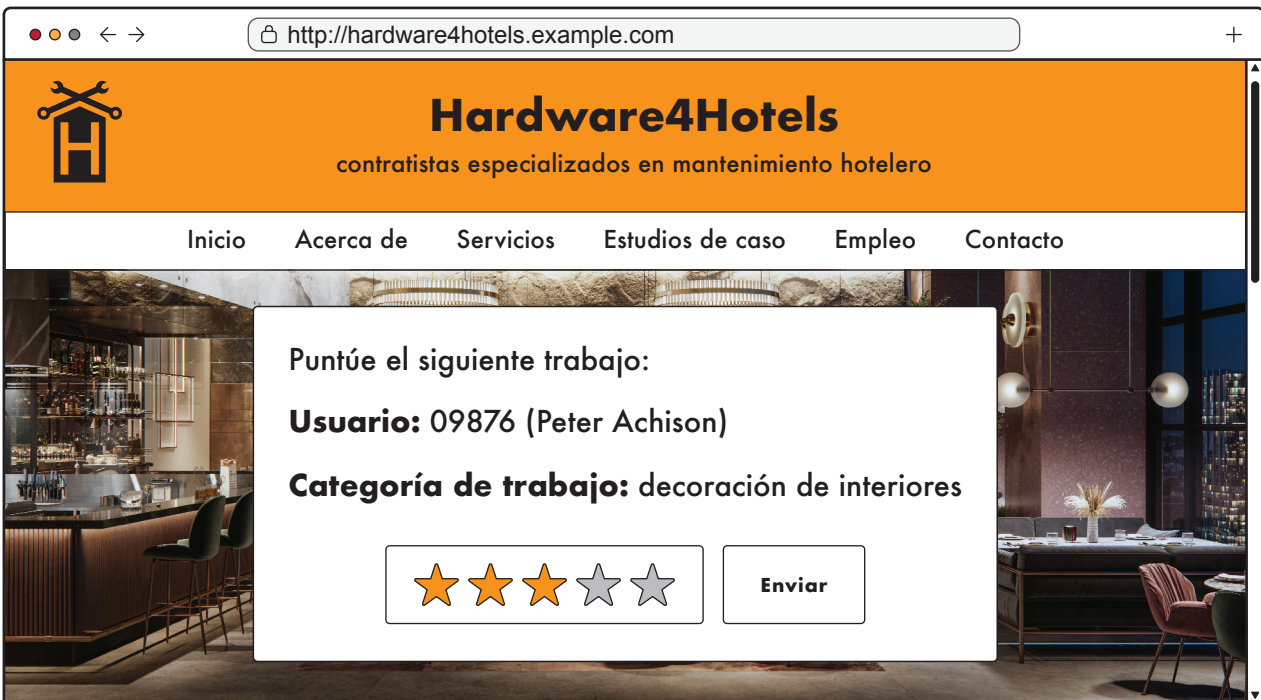 http://hardware4hotels.example.com
H
Hardware4Hotels
contratistas especializados en mantenimiento hotelero
Inicio Acerca de Servicios Estudios de caso Empleo Contacto
Puntúe el siguiente trabajo:
Usuario: 09876 (Peter Achison)
Categoría de trabajo: decoración de interiores
Enviar